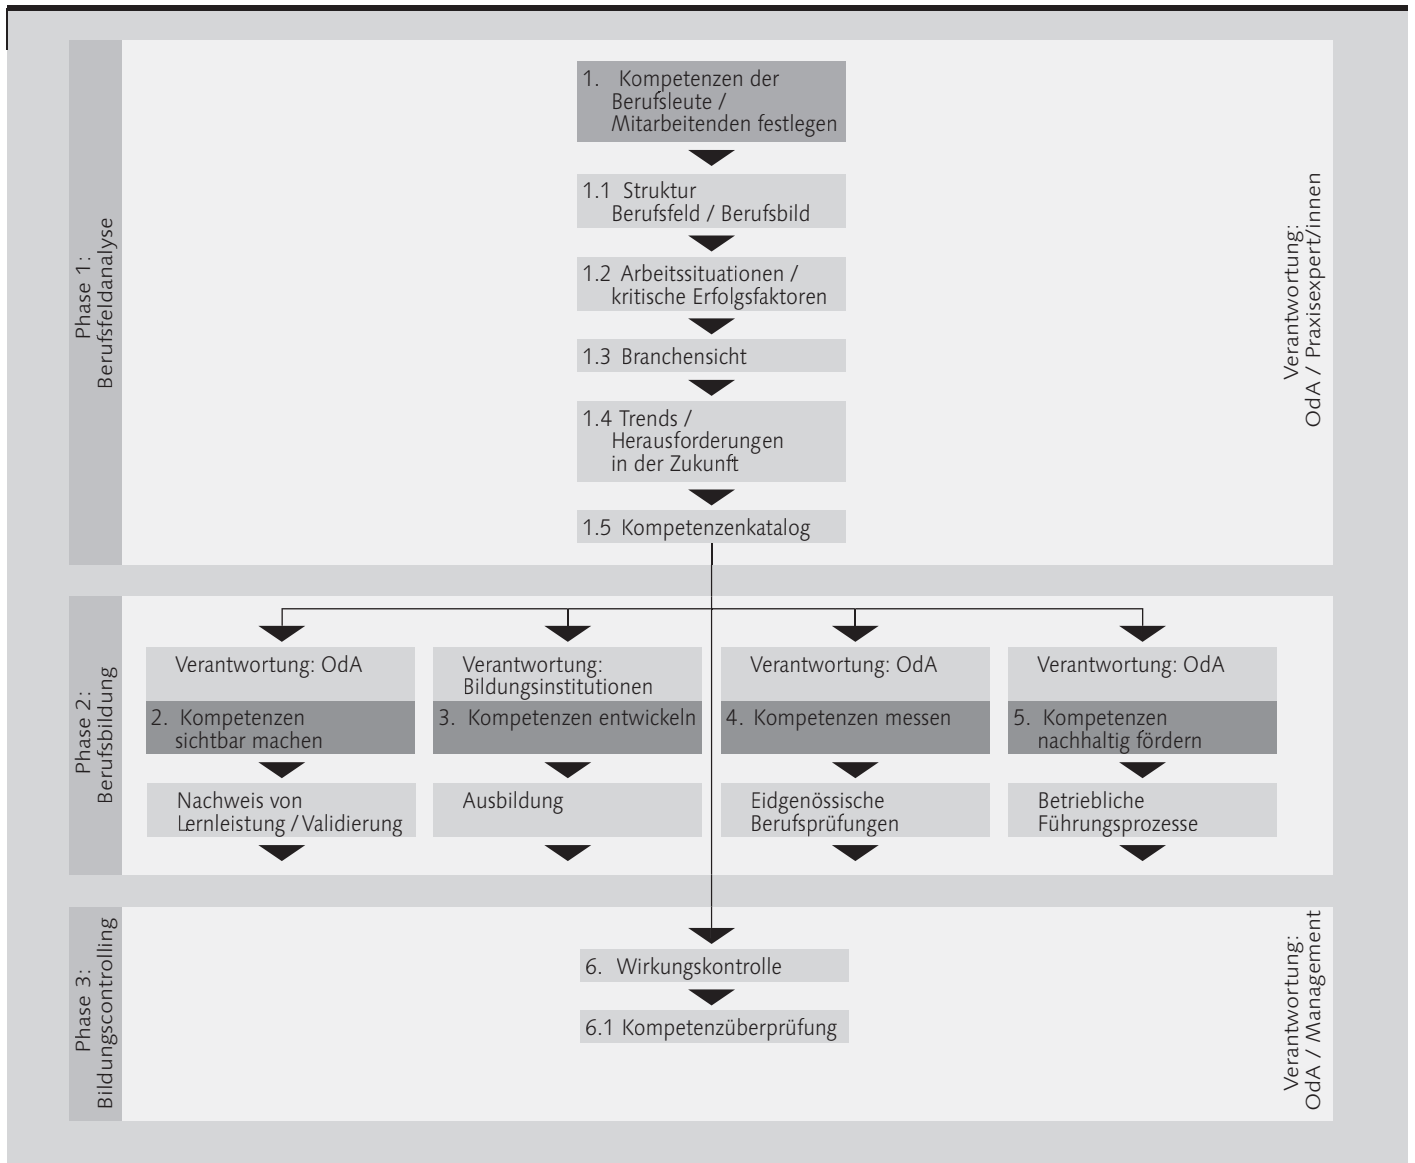 Phase 1:
Berufsfeldanalyse
1. Kompetenzen der
Berufsleute /
Mitarbeitenden festlegen
1.1 Struktur
Berufsfeld / Berufsbild
1.2 Arbeitssituationen /
kritische Erfolgsfaktoren
1.3 Branchensicht
1.4 Trends /
Herausforderungen
in der Zukunft
1.5 Kompetenzenkatalog
Verantwortung:
OdA / Praxisexpert/innen
Phase 2:
Berufsbildung
Verantwortung: OdA
2. Kompetenzen
sichtbar machen
Nachweis von
Lernleistung / Validierung
Verantwortung:
Bildungsinstitutionen
3. Kompetenzen entwickeln
Ausbildung
Verantwortung: OdA
4. Kompetenzen messen
Eidgenössische
Berufsprüfungen
Verantwortung: OdA
5. Kompetenzen
nachhaltig fördern
Betriebliche
Führungsprozesse
Phase 3:
Bildungscontrolling
6. Wirkungskontrolle
6.1 Kompetenzüberprüfung
Verantwortung:
OdA / Management